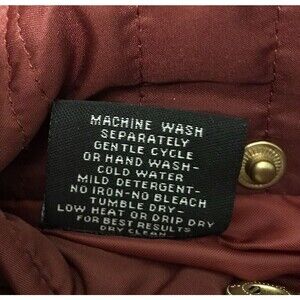 MACHINE WASH
SEPARATELY
GENTLE CYCLE
OR HAND WASH-
COLD WATER
MILD DETERGENT-
NO IRON-NO BLEACH
TUMBLE DRY-
LOW HEAT OR DRIP DRY
FOR BEST RESULTS
DRY CLEAN